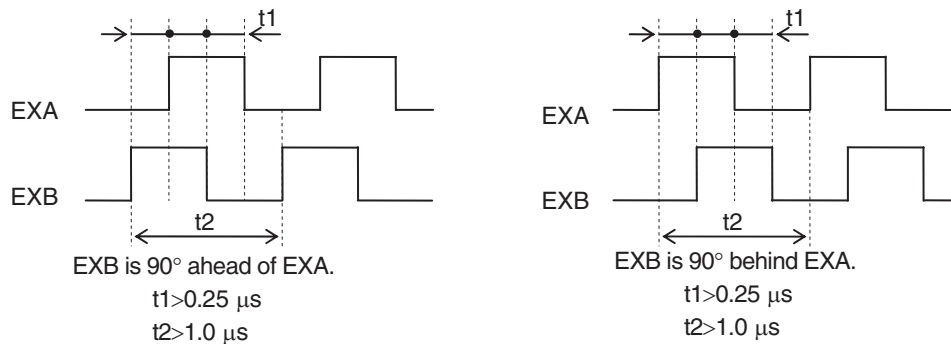 t1
EXA
EXB
t2
EXB is 90° ahead of EXA.
t1>0.25 μs
t2>1.0 μs
t1
EXA
EXB
t2
EXB is 90° behind EXA.
t1>0.25 μs
t2>1.0 μs